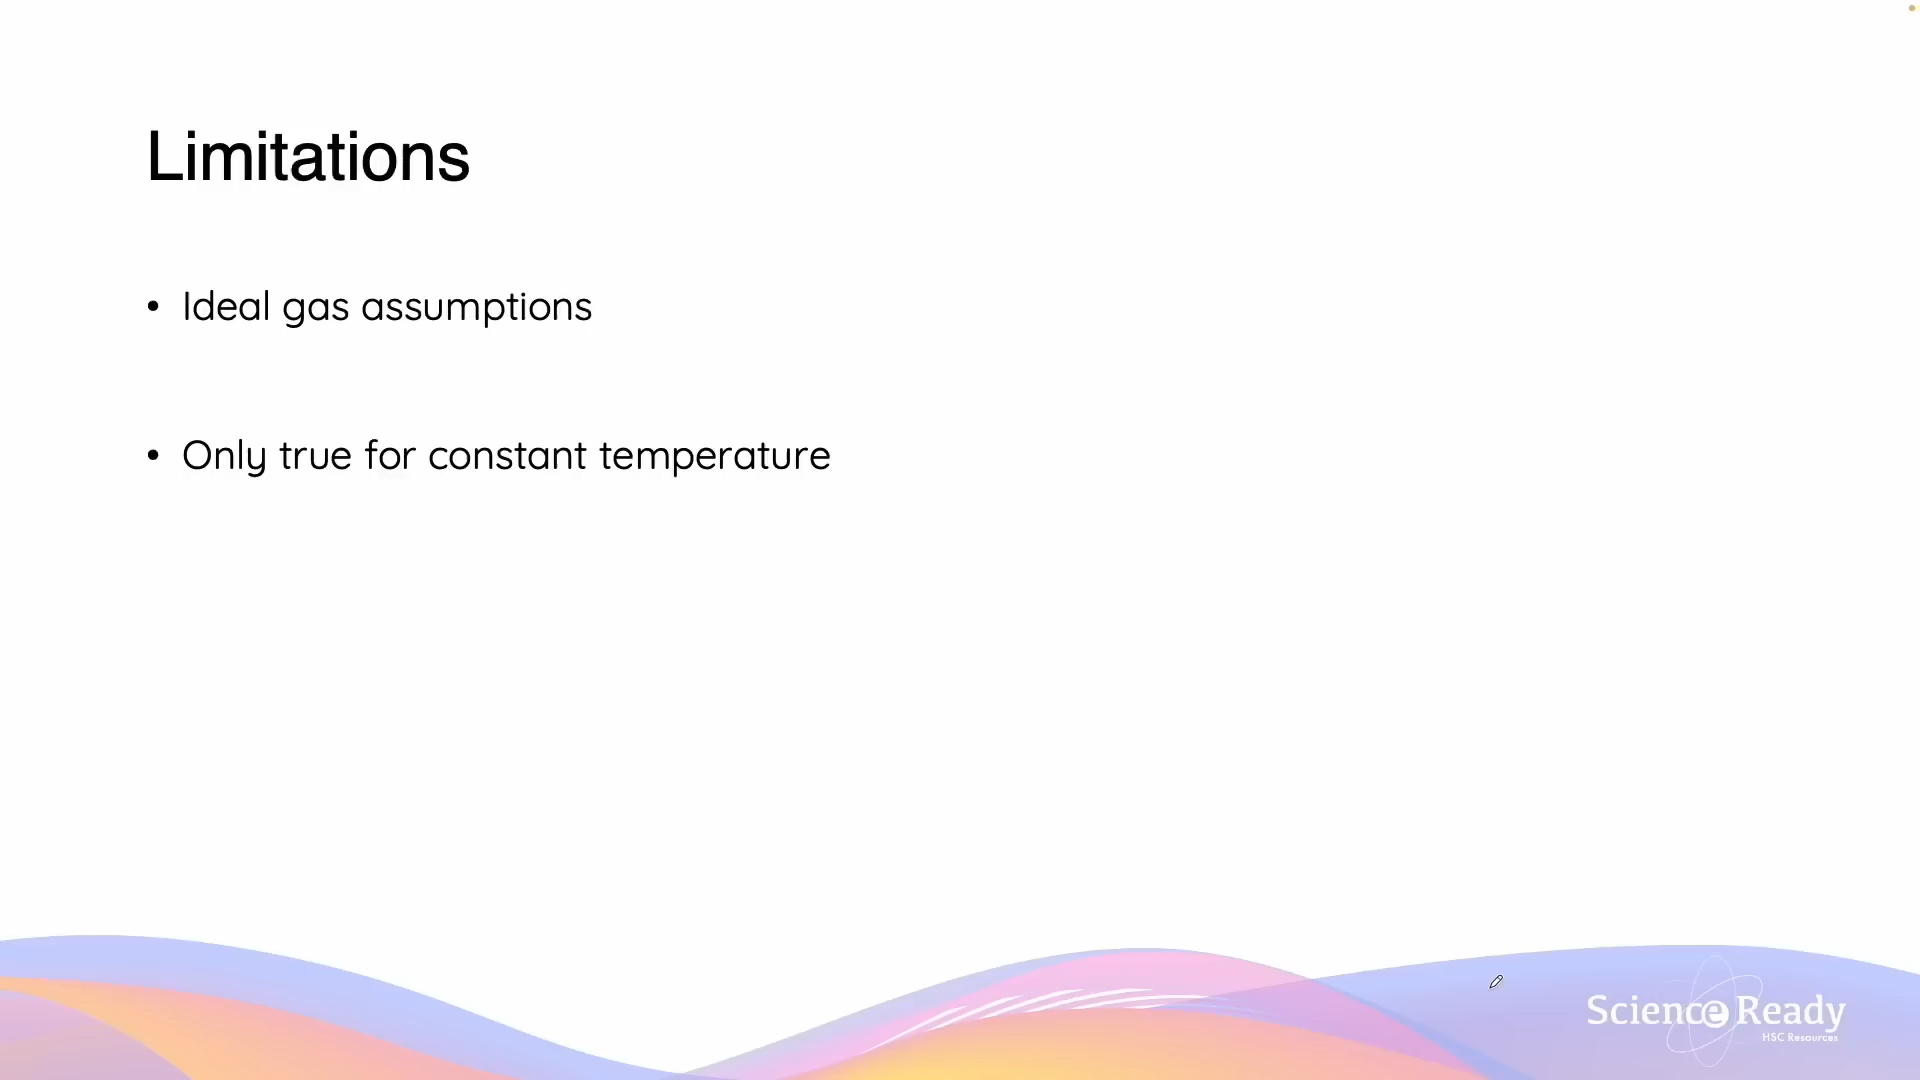 Limitations
• Ideal gas assumptions
• Only true for constant temperature
Science Ready
HSC Resources